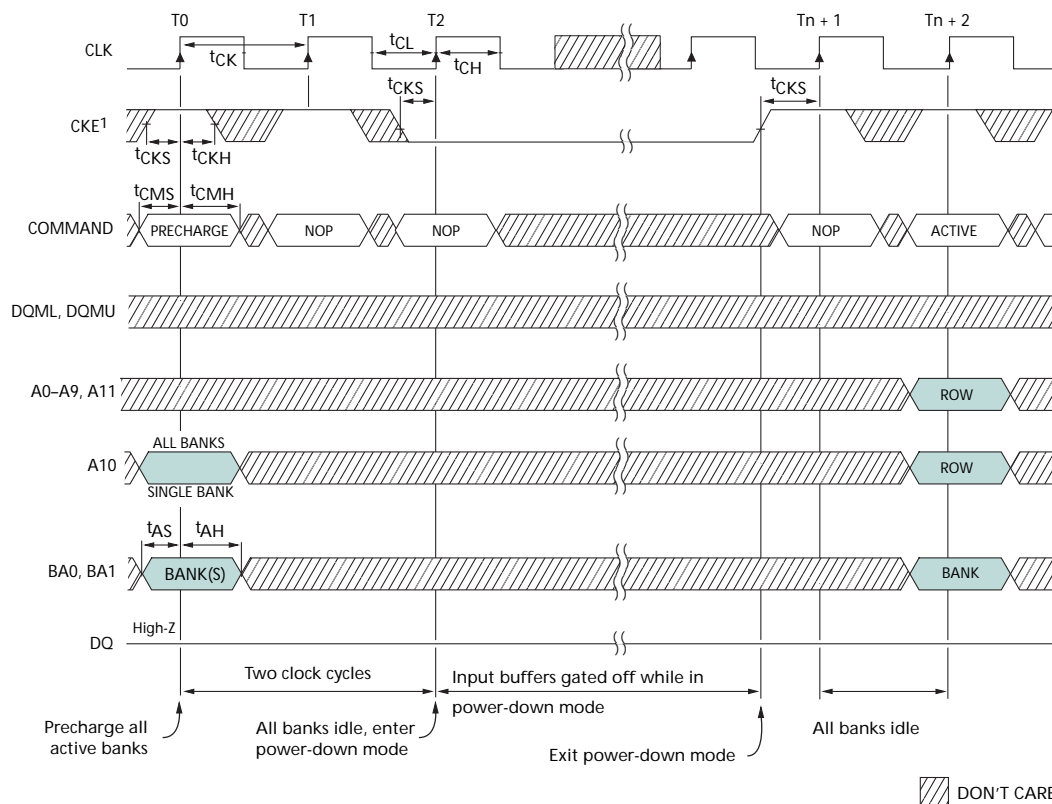 T0 T1 T2 Tn + 1 Tn + 2
CLK
tCK tCL tCH
tCKS tCKS
CKE1
tCKS tCKH
tCMS tCMH
COMMAND PRECHARGE NOP NOP NOP ACTIVE
DQML, DQMU
A0–A9, A11 ROW
ALL BANKS
A10 ROW
SINGLE BANK
tAS tAH
BA0, BA1 BANK(S) BANK
High-Z
DQ
Two clock cycles
Input buffers gated off while in
power-down mode
Precharge all
active banks
All banks idle, enter
power-down mode
Exit power-down mode
All banks idle
DON'T CARE